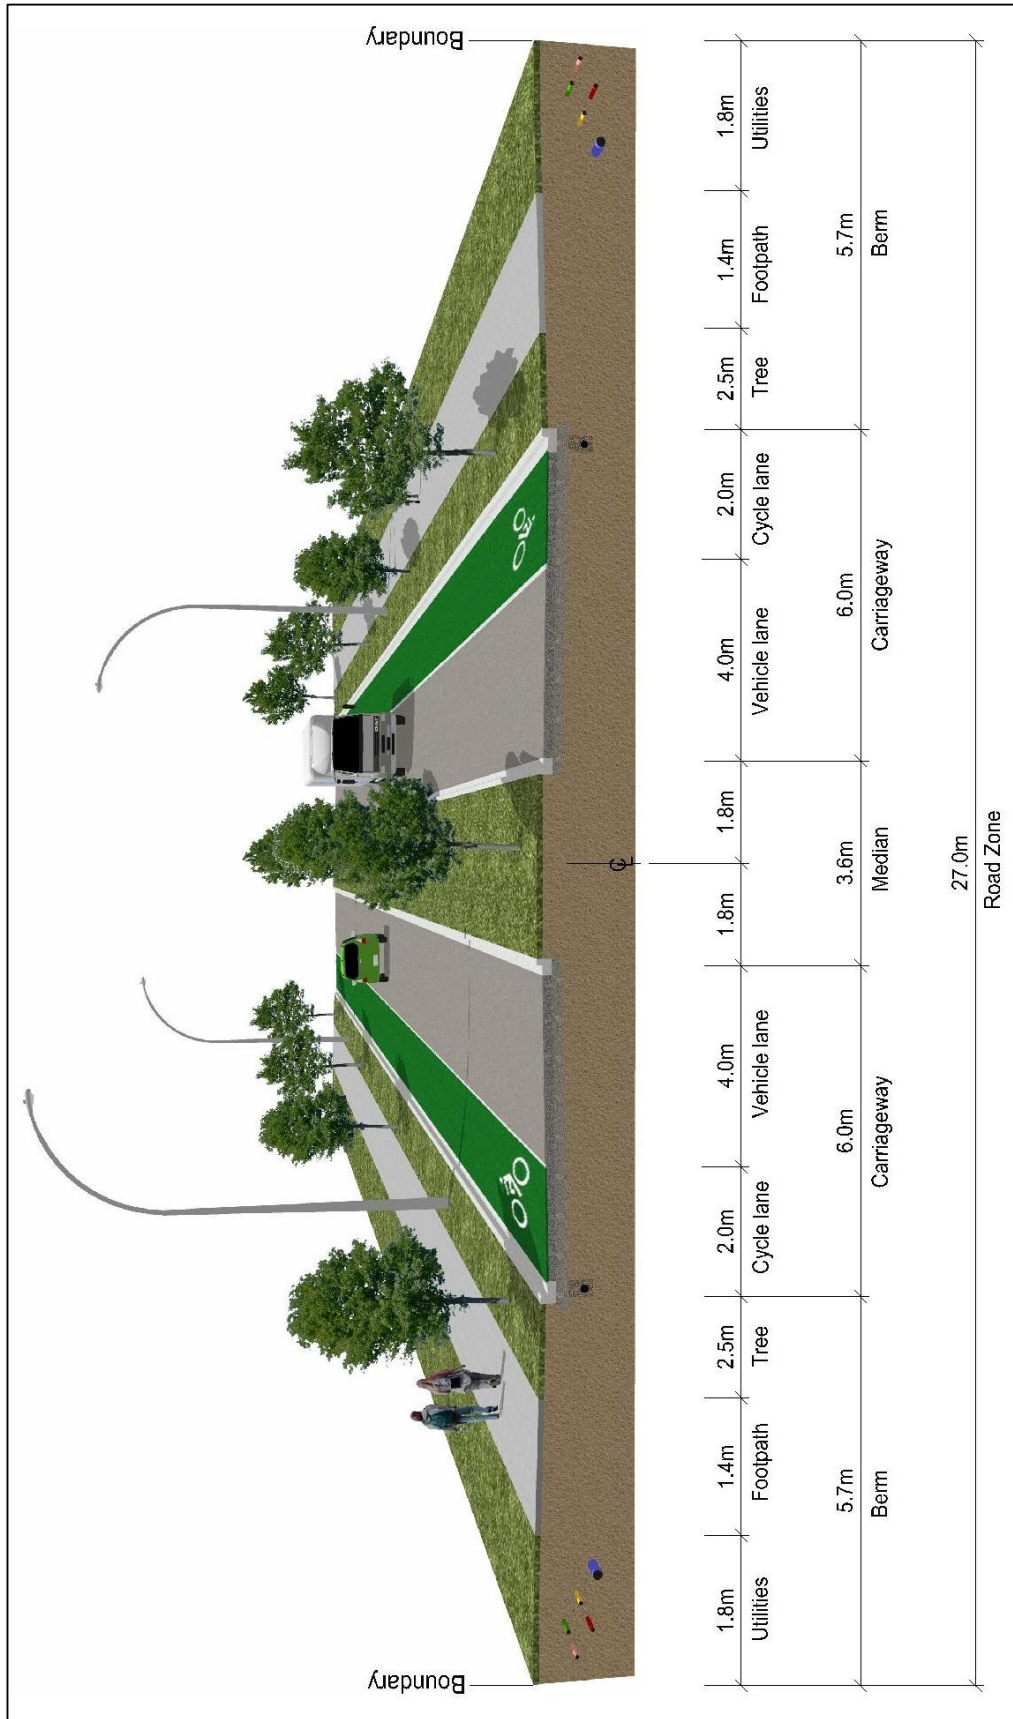 Boundary
Boundary
1.8m 1.4m 2.5m 2.0m 4.0m 1.8m 1.8m 4.0m 2.0m 2.5m 1.4m 1.8m
Utilities Footpath Tree Cycle lane Vehicle lane Vehicle lane Cycle lane Tree Footpath Utilities
5.7m 6.0m 3.6m 6.0m 5.7m
Berm Carriageway Median Carriageway Berm
27.0m
Road Zone